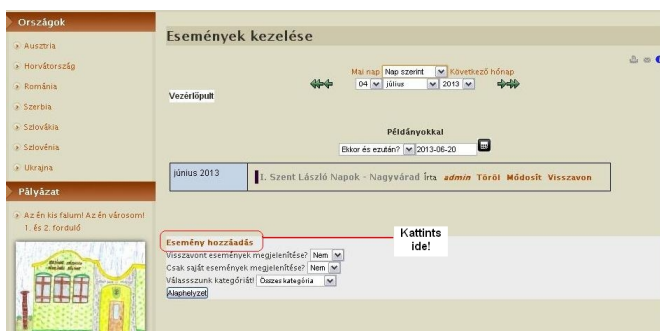 Országok
Ausztria
Horvátország
Románia
Szerbia
Szlovákia
Szlovénia
Ukrajna
Pályázat
Az én kis falum! Az én városom!
1. és 2. forduló
Események kezelése
Mai nap Nap szerint Következő hónap
04 július 2013
Vezérlőpult
Példányokkal
Ekkor és ezután? 2013-06-20
június 2013
I. Szent László Napok - Nagyvárad írta admin Töröl Módosít Visszavon
Esemény hozzáadás
Kattints
ide!
Visszavont események megjelenítése? Nem
Csak saját események megjelenítése? Nem
Válassszunk kategóriát! Összes kategória
Alaphelyzet